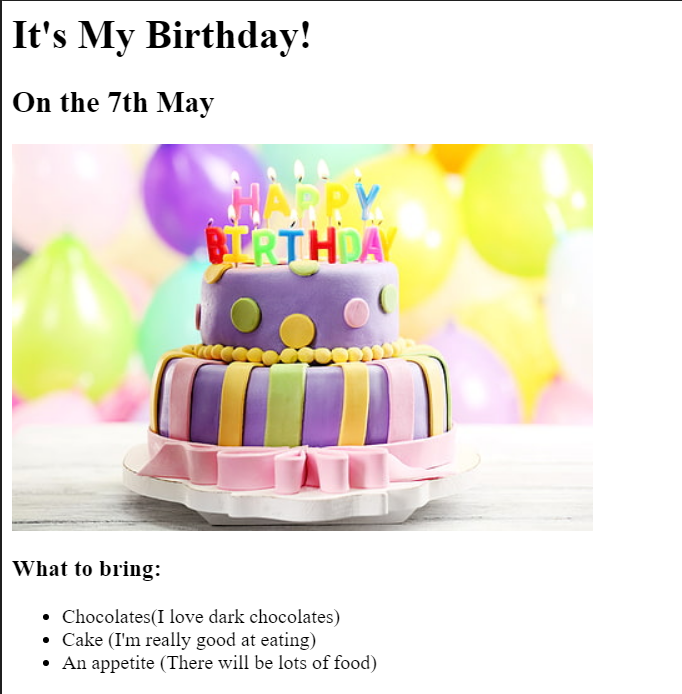 It's My Birthday!
On the 7th May
HAPPY
BIRTHDAY
What to bring:
Chocolates(I love dark chocolates)
Cake (I'm really good at eating)
An appetite (There will be lots of food)